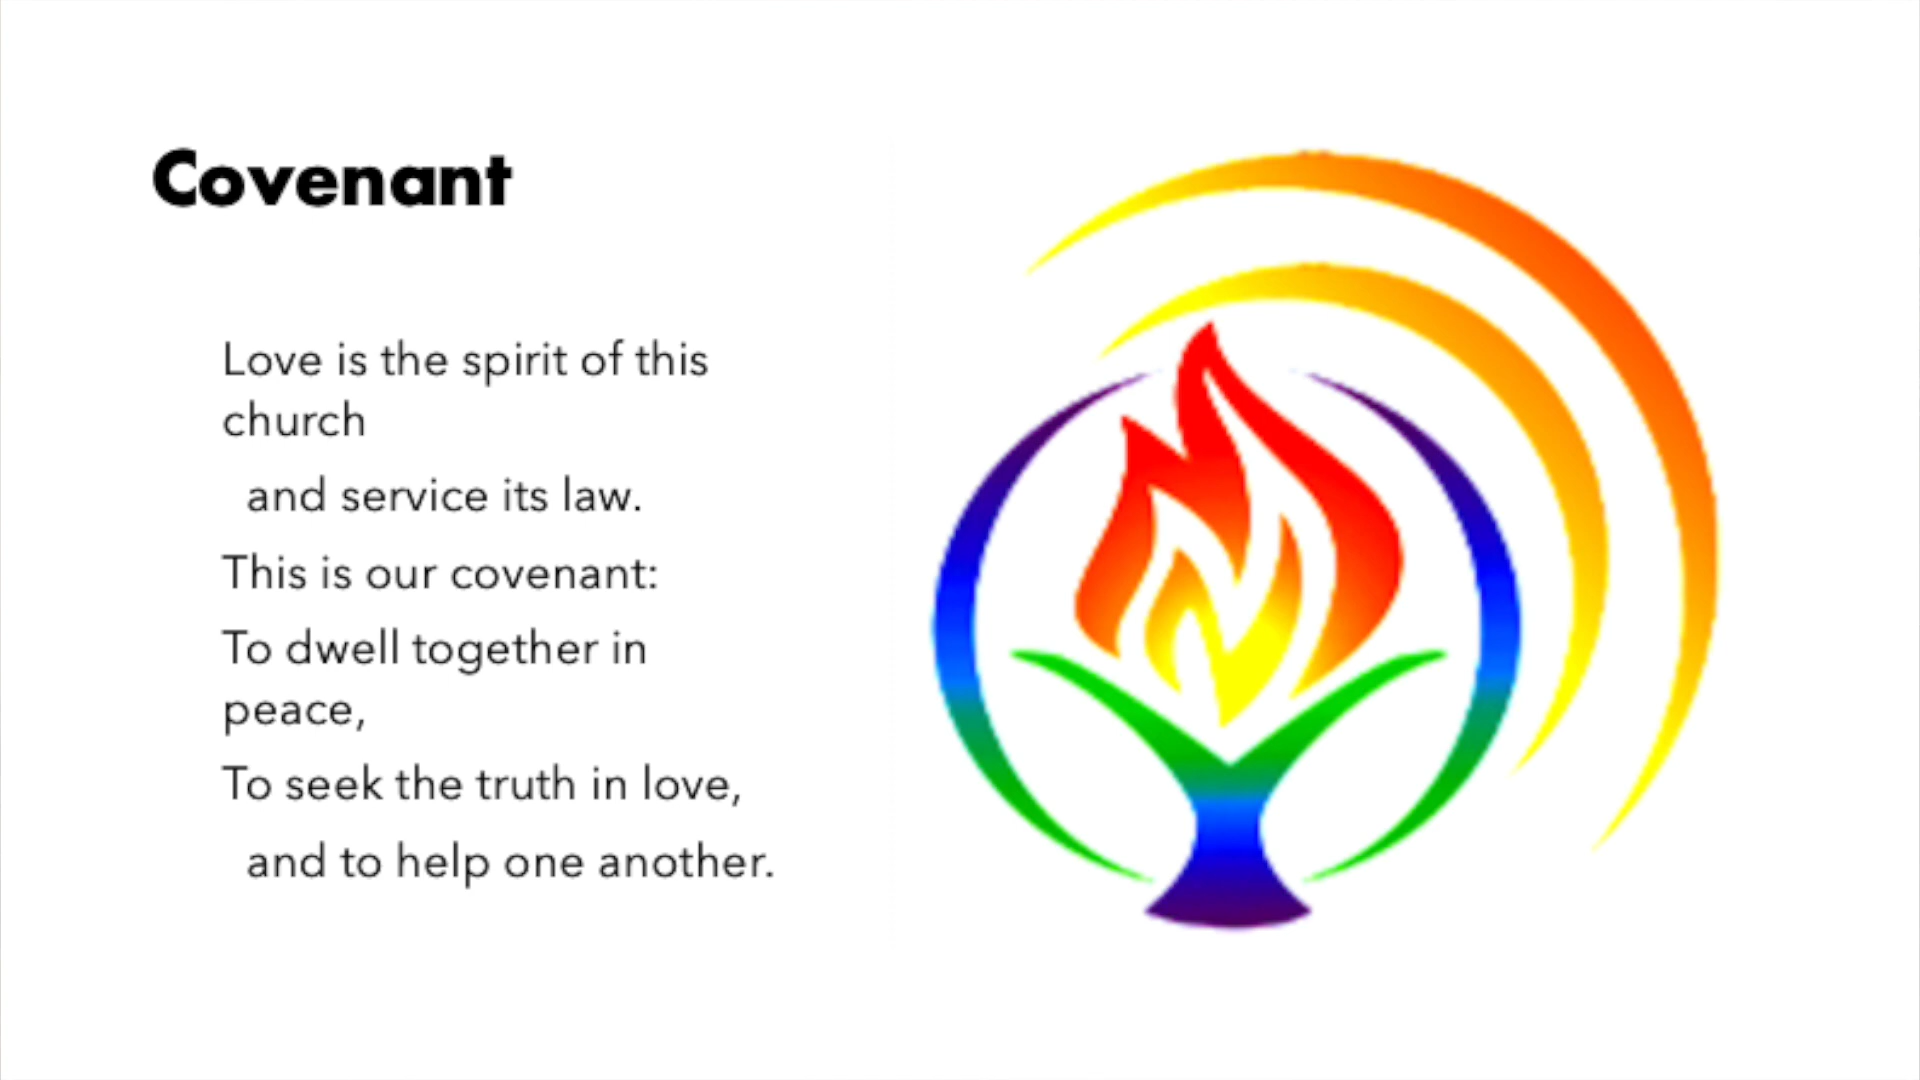 Covenant
Love is the spirit of this
church
and service its law.
This is our covenant:
To dwell together in
peace,
To seek the truth in love,
and to help one another.